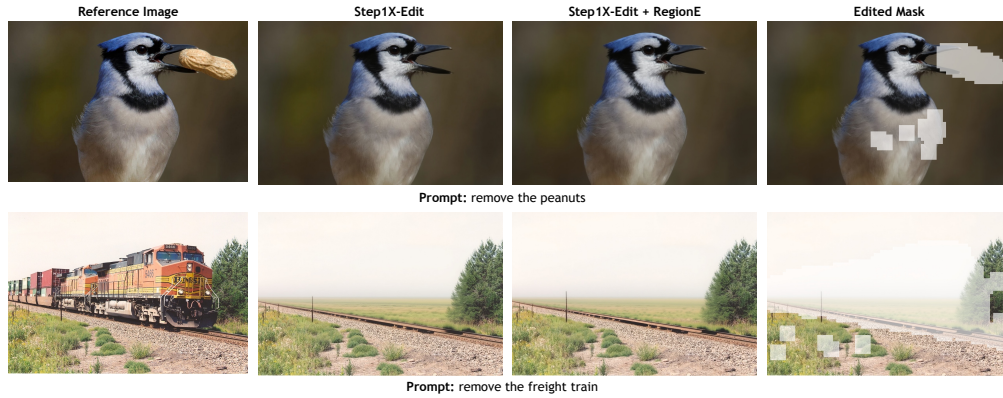 Reference Image
Step1X-Edit
Step1X-Edit + RegionE
Edited Mask
Prompt: remove the peanuts
Prompt: remove the freight train